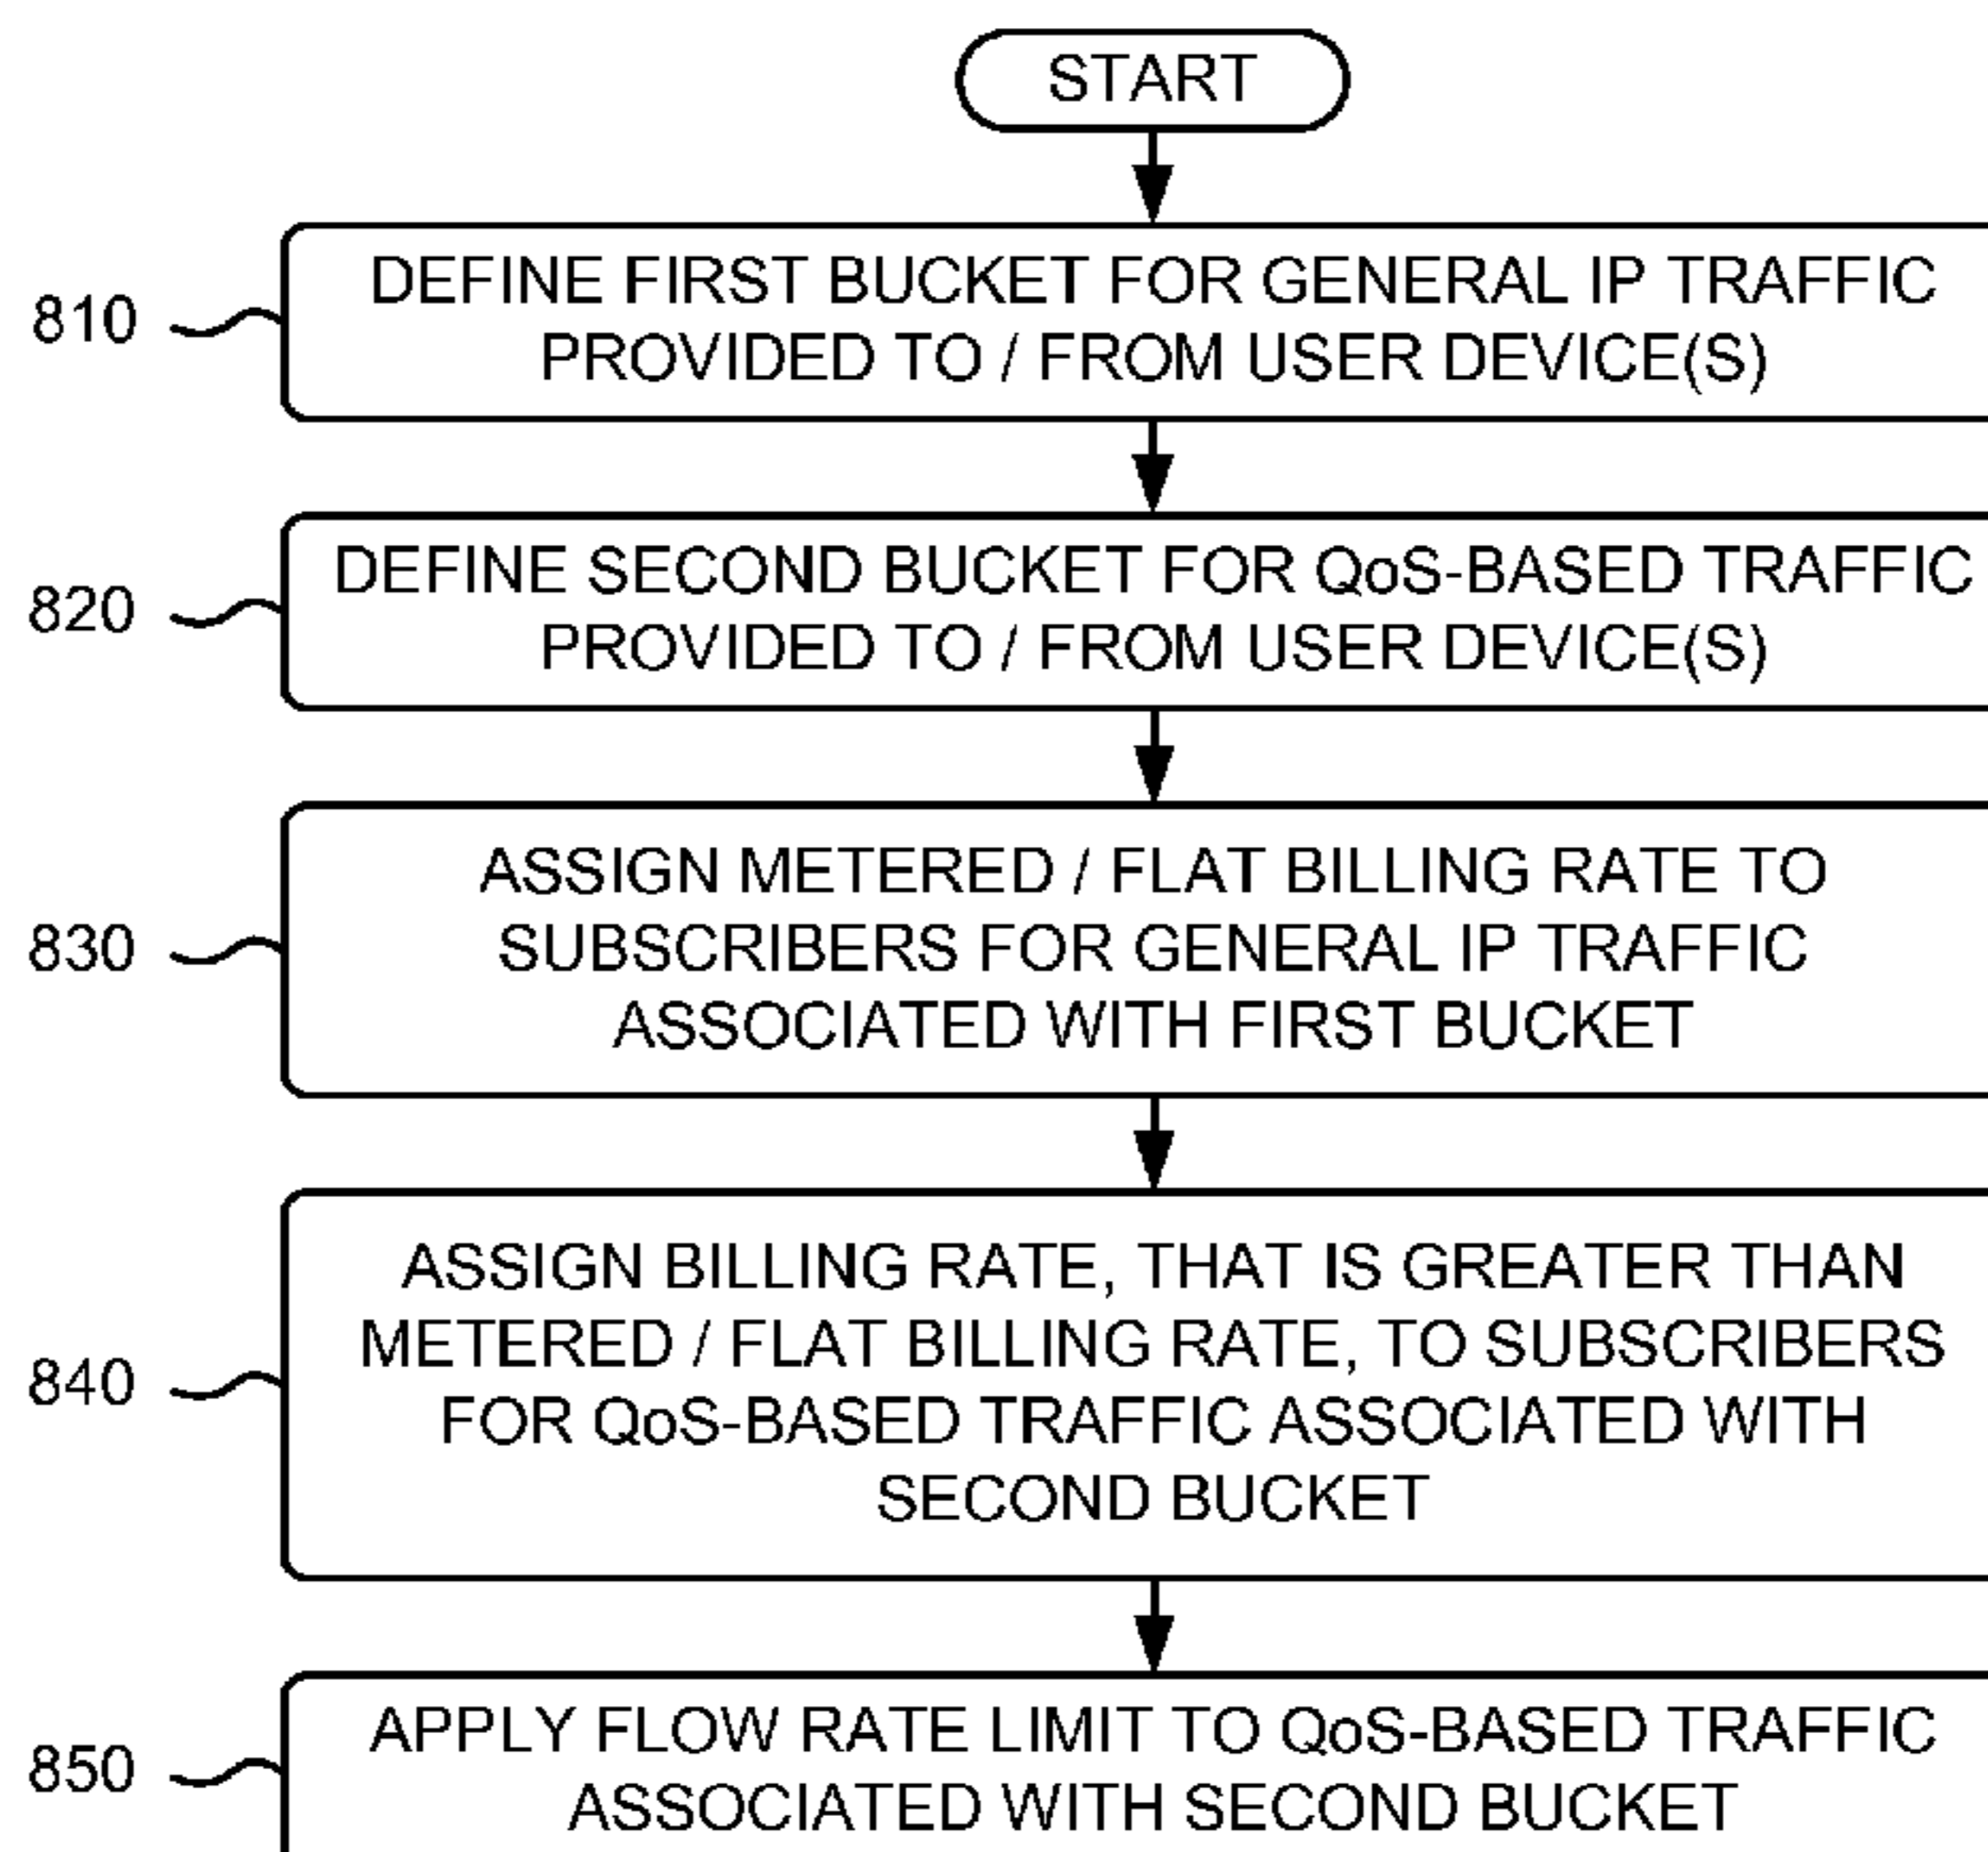 START
810
DEFINE FIRST BUCKET FOR GENERAL IP TRAFFIC
PROVIDED TO / FROM USER DEVICE(S)
820
DEFINE SECOND BUCKET FOR QoS-BASED TRAFFIC
PROVIDED TO / FROM USER DEVICE(S)
830
ASSIGN METERED / FLAT BILLING RATE TO
SUBSCRIBERS FOR GENERAL IP TRAFFIC
ASSOCIATED WITH FIRST BUCKET
840
ASSIGN BILLING RATE, THAT IS GREATER THAN
METERED / FLAT BILLING RATE, TO SUBSCRIBERS
FOR QoS-BASED TRAFFIC ASSOCIATED WITH
SECOND BUCKET
850
APPLY FLOW RATE LIMIT TO QoS-BASED TRAFFIC
ASSOCIATED WITH SECOND BUCKET